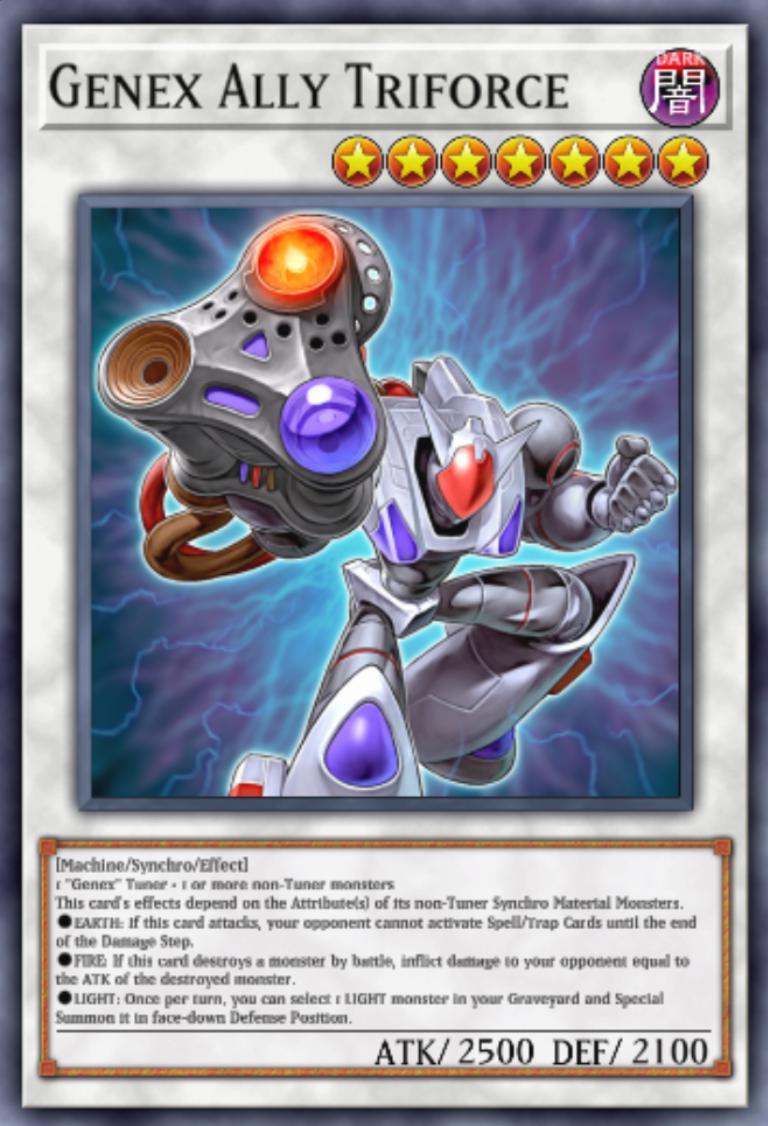 GENEX ALLY TRIFORCE
DARK
闇
[Machine/Synchro/Effect]
1 "Genex" Tuner + 1 or more non-Tuner monsters
This card's effects depend on the Attribute(s) of its non-Tuner Synchro Material Monsters.
●EARTH: If this card attacks, your opponent cannot activate Spell/Trap Cards until the end
of the Damage Step.
●FIRE: If this card destroys a monster by battle, inflict damage to your opponent equal to
the ATK of the destroyed monster.
●LIGHT: Once per turn, you can select 1 LIGHT monster in your Graveyard and Special
Summon it in face-down Defense Position.
ATK/ 2500 DEF/ 2100